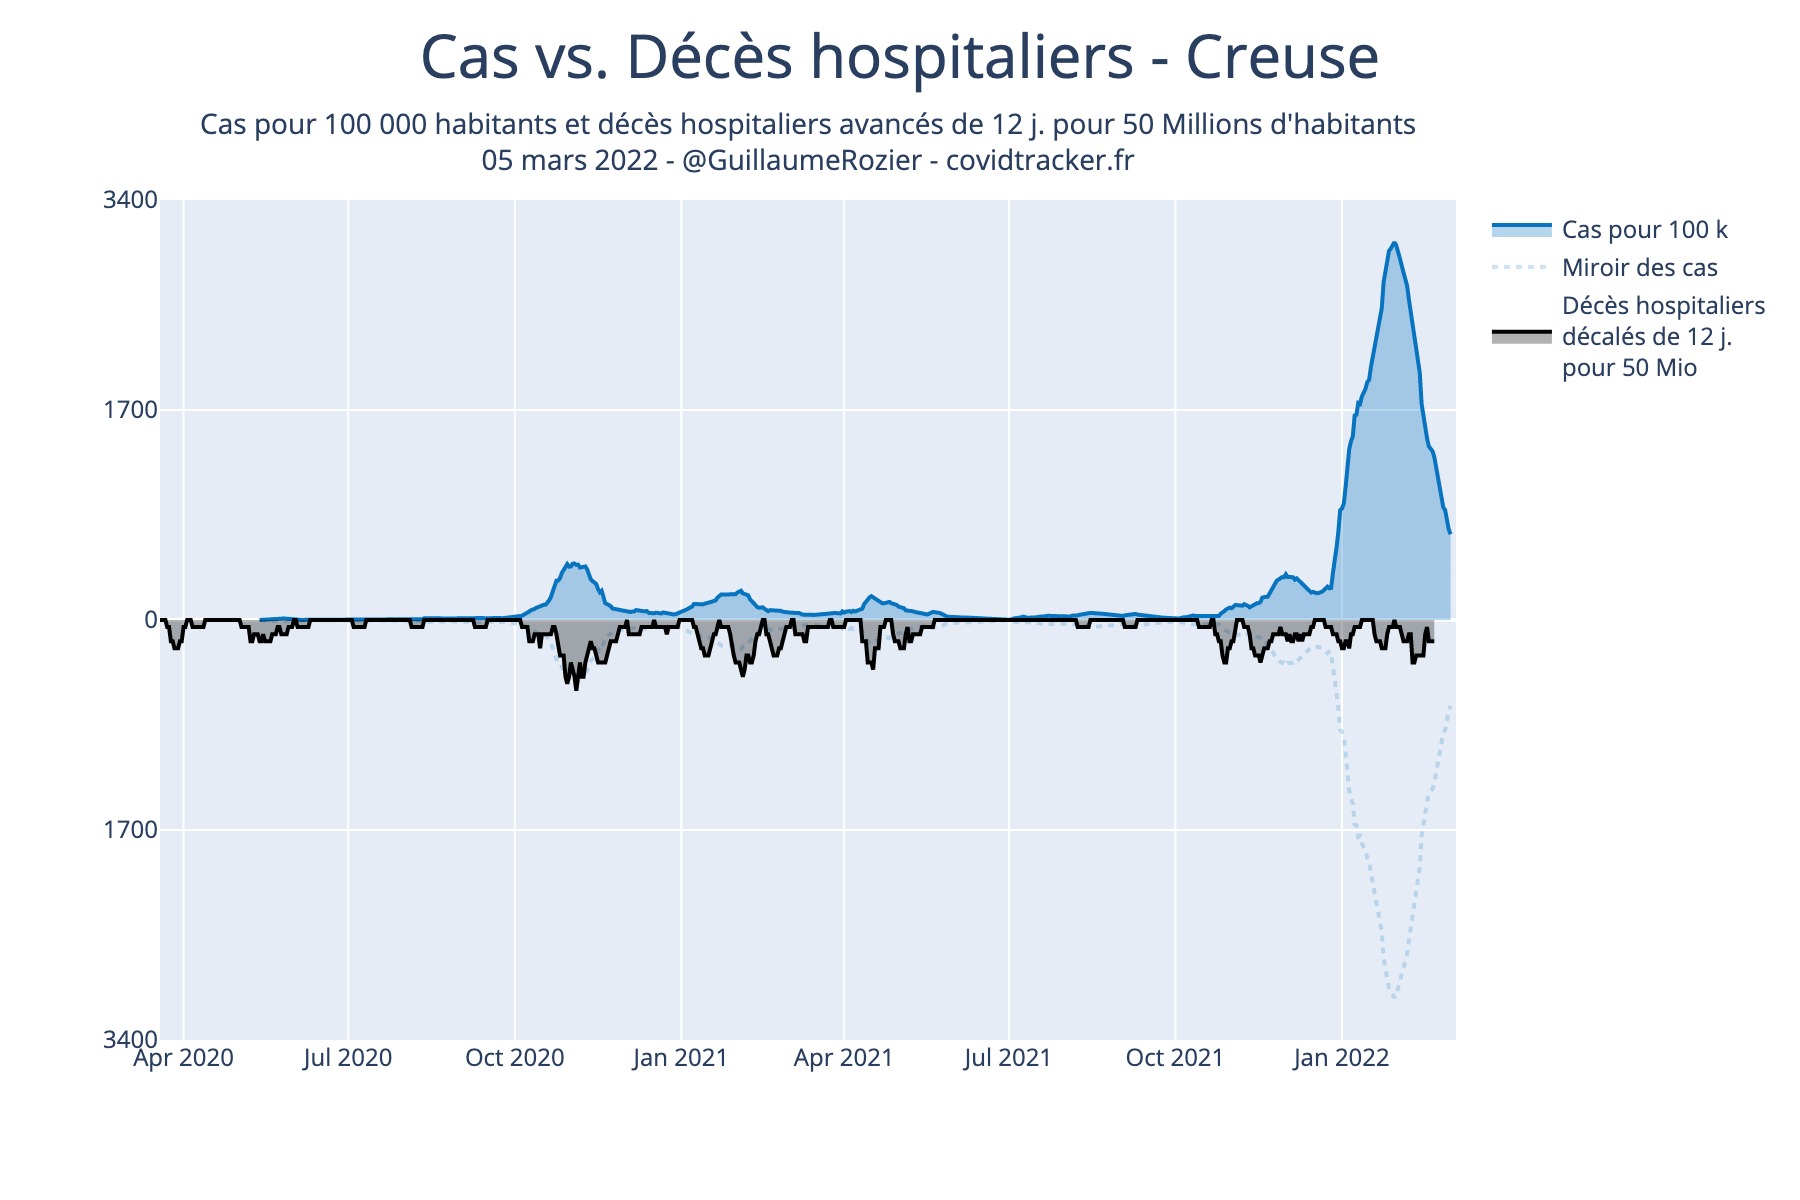 Cas vs. Décès hospitaliers - Creuse
Cas pour 100 000 habitants et décès hospitaliers avancés de 12 j. pour 50 Millions d'habitants
05 mars 2022 - @GuillaumeRozier - covidtracker.fr
3400
1700
0
1700
3400
Apr 2020
Jul 2020
Oct 2020
Jan 2021
Apr 2021
Jul 2021
Oct 2021
Jan 2022
Cas pour 100 k
Miroir des cas
Décès hospitaliers
décalés de 12 j.
pour 50 Mio